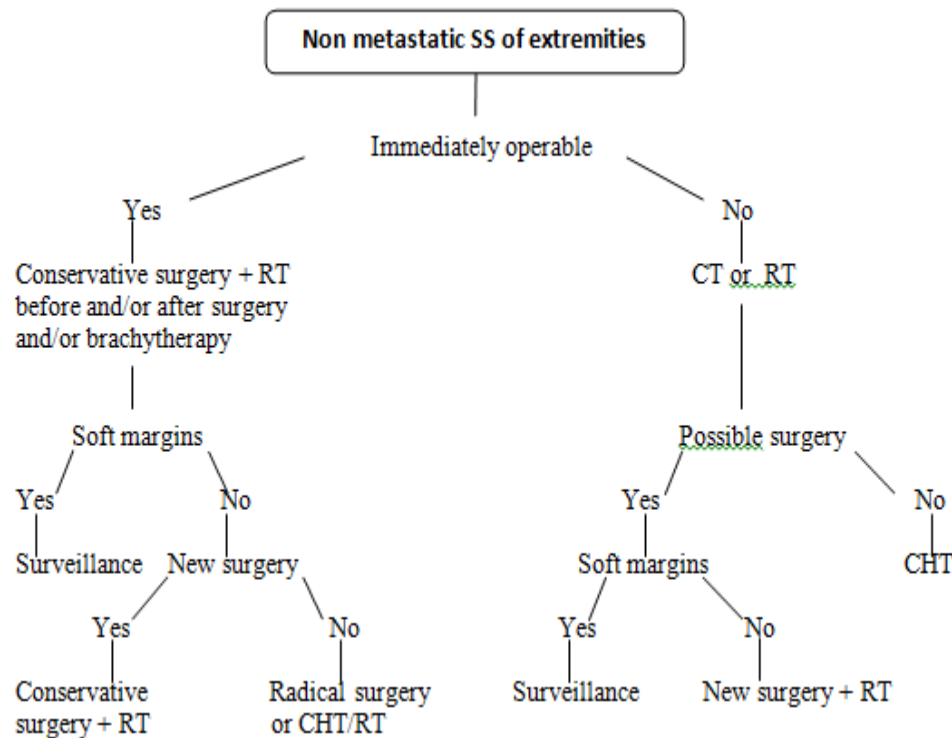 Non metastatic SS of extremities
Immediately operable
Yes
No
Conservative surgery + RT
before and/or after surgery
and/or brachytherapy
CT or RT
Soft margins
Possible surgery
Yes
No
Yes
No
Surveillance
New surgery
Soft margins
CHT
Yes
No
Yes
No
Conservative
surgery + RT
Radical surgery
or CHT/RT
Surveillance
New surgery + RT